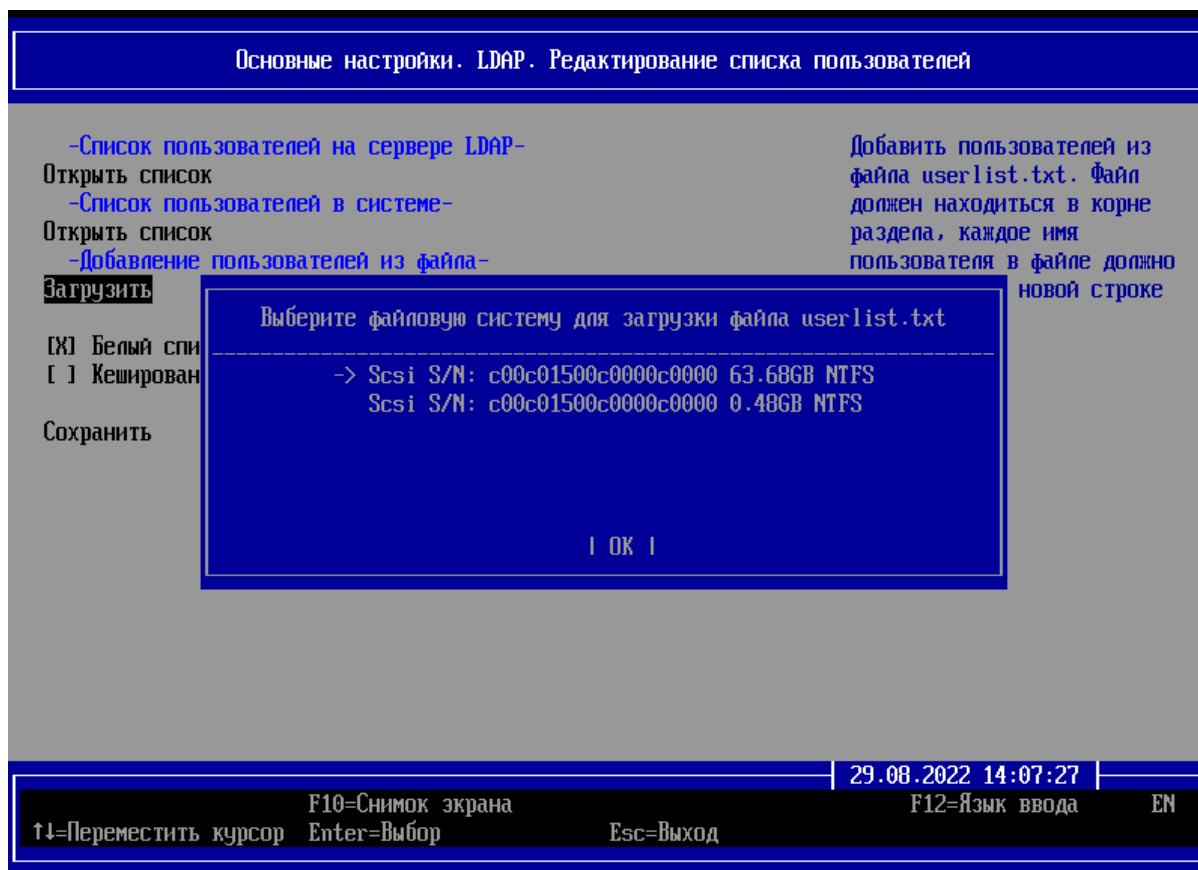 Основные настройки. LDAP. Редактирование списка пользователей
-Список пользователей на сервере LDAP-
Открыть список
-Список пользователей в системе-
Открыть список
-Добавление пользователей из файла-
Загрузить
[X] Белый спи
[ ] Кеширован
Сохранить
Добавить пользователей из
файла userlist.txt. Файл
должен находиться в корне
раздела, каждое имя
пользователя в файле должно
новой строке
Выберите файловую систему для загрузки файла userlist.txt
-> Scsi S/N: c00c01500c0000c0000 63.68GB NTFS
Scsi S/N: c00c01500c0000c0000 0.48GB NTFS
| OK |
29.08.2022 14:07:27
F10=Снимок экрана F12=Язык ввода EN
↑↓=Переместить курсор Enter=Выбор Esc=Выход